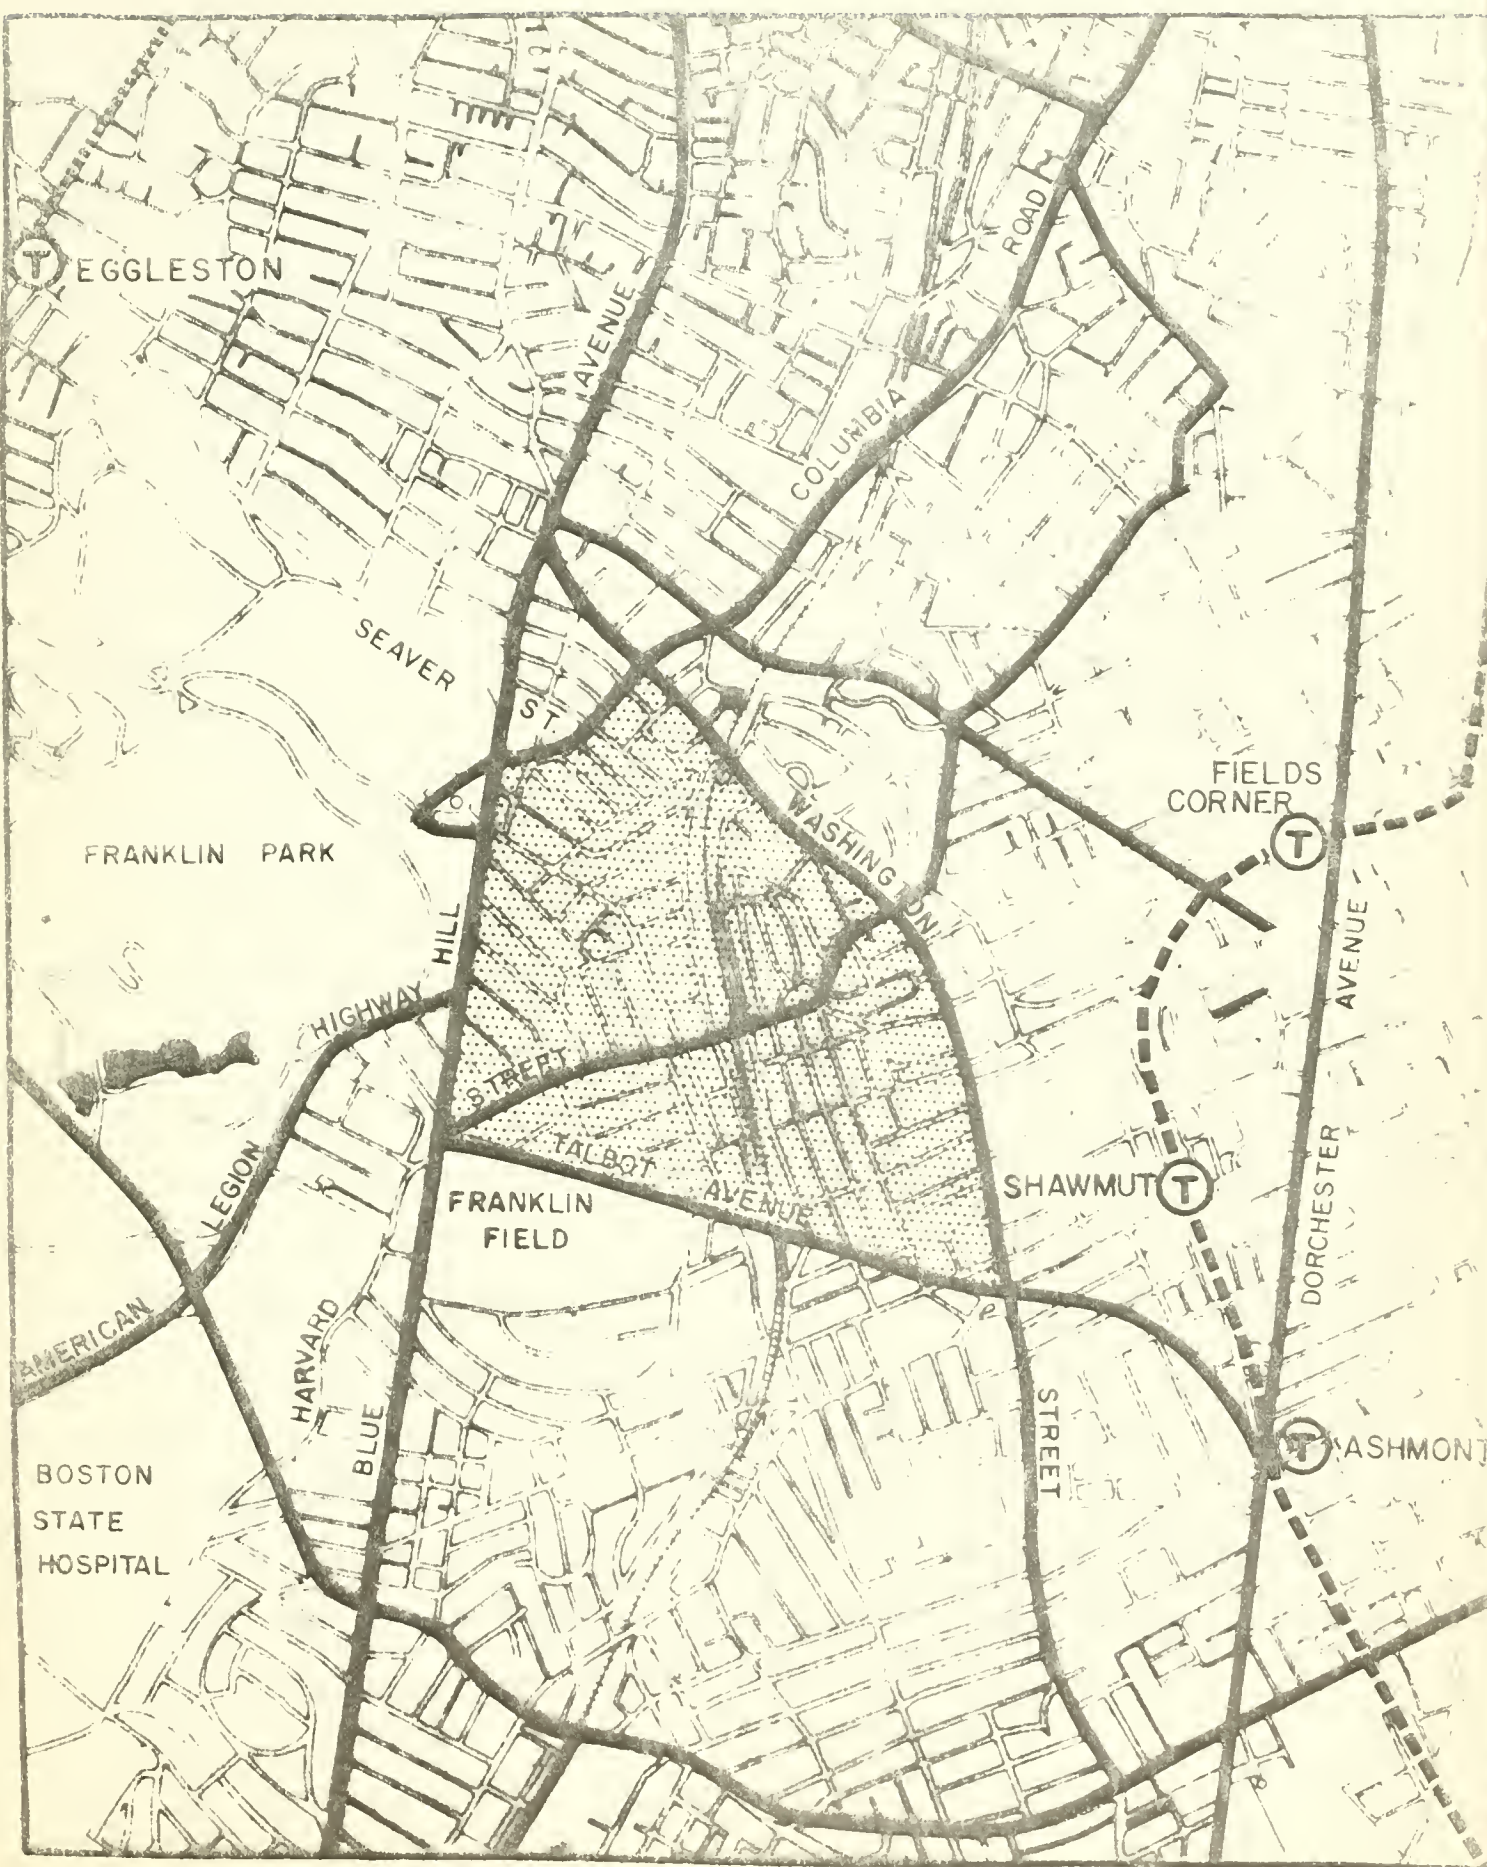 ROAD
T EGGLESTON
AVENUE
COLUMBIA
SEAVER
ST
FIELDS
CORNER
T
WASHINGTON
FRANKLIN PARK
HILL
AVENUE
HIGHWAY
STREET
LEGION
TALBOT
AVENUE
SHAWMUT T
FRANKLIN
FIELD
DORCHESTER
AMERICAN
HARVARD
BLUE
STREET
T ASHMONT
BOSTON
STATE
HOSPITAL